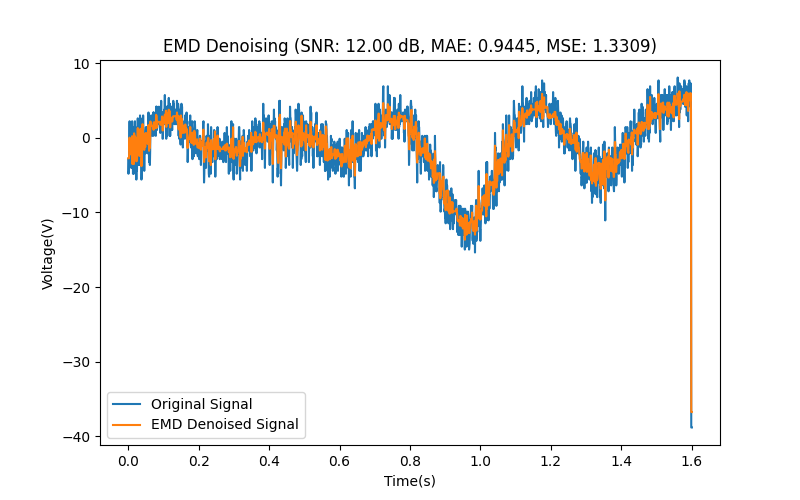 EMD Denoising (SNR: 12.00 dB, MAE: 0.9445, MSE: 1.3309)
10
0
−10
−20
−30
−40
Voltage(V)
Original Signal
EMD Denoised Signal
0.0 0.2 0.4 0.6 0.8 1.0 1.2 1.4 1.6
Time(s)